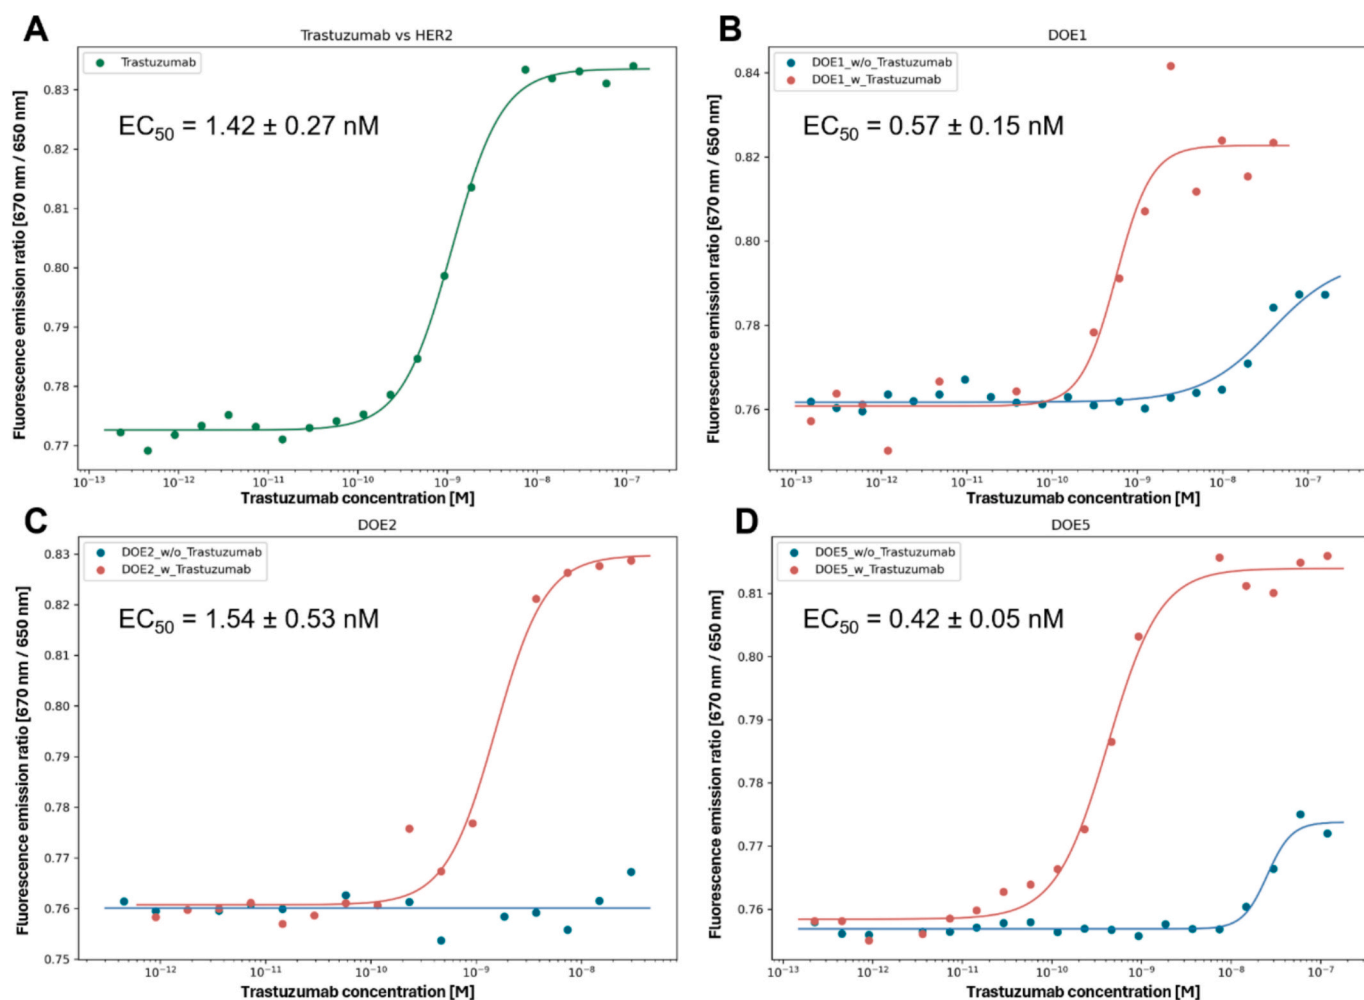 A
Trastuzumab vs HER2
Trastuzumab
EC50 = 1.42 ± 0.27 nM
Fluorescence emission ratio [670 nm / 650 nm]
0.83
0.82
0.81
0.80
0.79
0.78
0.77
10⁻¹³ 10⁻¹² 10⁻¹¹ 10⁻¹⁰ 10⁻⁹ 10⁻⁸ 10⁻⁷
Trastuzumab concentration [M]
B
DOE1
DOE1_w/o_Trastuzumab
DOE1_w_Trastuzumab
EC50 = 0.57 ± 0.15 nM
Fluorescence emission ratio [670 nm / 650 nm]
0.84
0.82
0.80
0.78
0.76
10⁻¹³ 10⁻¹² 10⁻¹¹ 10⁻¹⁰ 10⁻⁹ 10⁻⁸ 10⁻⁷
Trastuzumab concentration [M]
C
DOE2
DOE2_w/o_Trastuzumab
DOE2_w_Trastuzumab
EC50 = 1.54 ± 0.53 nM
Fluorescence emission ratio [670 nm / 650 nm]
0.83
0.82
0.81
0.80
0.79
0.78
0.77
0.76
0.75
10⁻¹² 10⁻¹¹ 10⁻¹⁰ 10⁻⁹ 10⁻⁸
Trastuzumab concentration [M]
D
DOE5
DOE5_w/o_Trastuzumab
DOE5_w_Trastuzumab
EC50 = 0.42 ± 0.05 nM
Fluorescence emission ratio [670 nm / 650 nm]
0.81
0.80
0.79
0.78
0.77
0.76
10⁻¹³ 10⁻¹² 10⁻¹¹ 10⁻¹⁰ 10⁻⁹ 10⁻⁸ 10⁻⁷
Trastuzumab concentration [M]